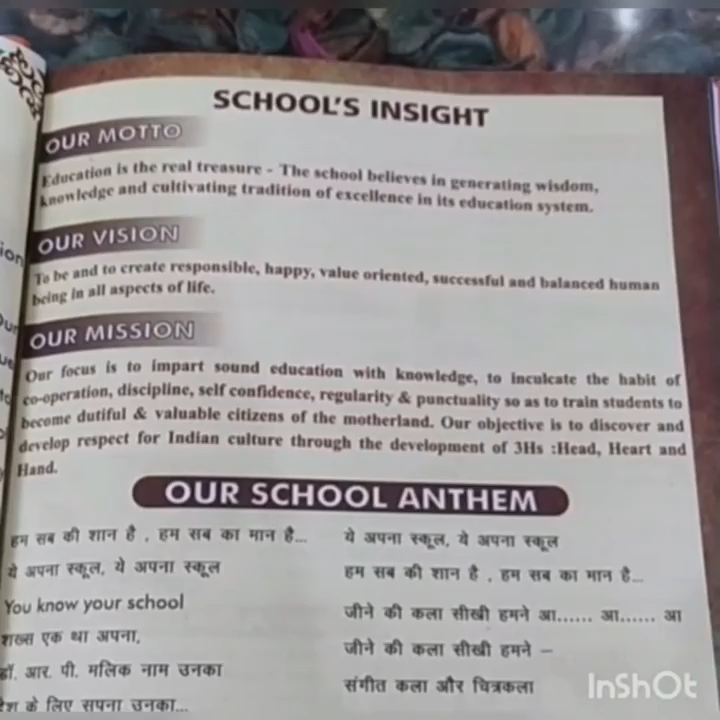 SCHOOL'S INSIGHT
OUR MOTTO
Education is the real treasure - The school believes in generating wisdom,
knowledge and cultivating tradition of excellence in its education system.
OUR VISION
To be and to create responsible, happy, value oriented, successful and balanced human
being in all aspects of life.
OUR MISSION
Our focus is to impart sound education with knowledge, to inculcate the habit of
co-operation, discipline, self confidence, regularity & punctuality so as to train students to
become dutiful & valuable citizens of the motherland. Our objective is to discover and
develop respect for Indian culture through the development of 3Hs :Head, Heart and
Hand.
OUR SCHOOL ANTHEM
हम सब की शान है , हम सब का मान है...
ये अपना स्कूल, ये अपना स्कूल
You know your school
शख्स एक था अपना,
डॉ. आर. पी. मलिक नाम उनका
के लिए सपना उनका...
ये अपना स्कूल, ये अपना स्कूल
हम सब की शान है , हम सब का मान है...
जीने की कला सीखी हमने आ...... आ...... आ
जीने की कला सीखी हमने –
संगीत कला और चित्रकला
InShOt